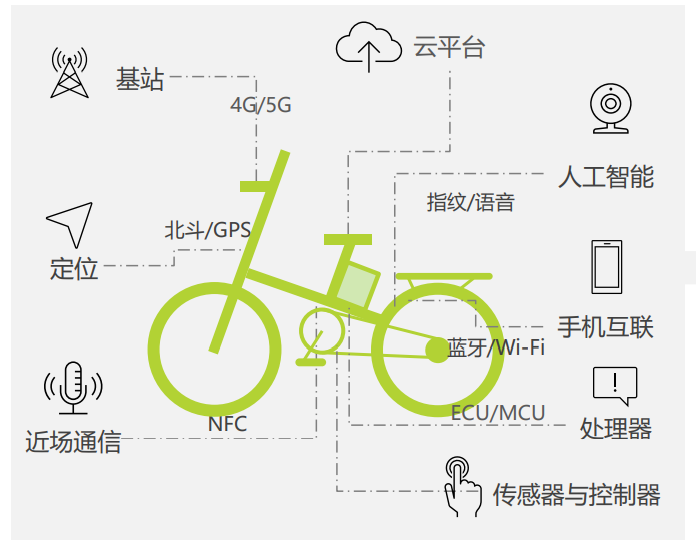 云平台
基站
4G/5G
人工智能
指纹/语音
北斗/GPS
定位
手机互联
蓝牙/Wi-Fi
ECU/MCU
NFC
处理器
近场通信
传感器与控制器